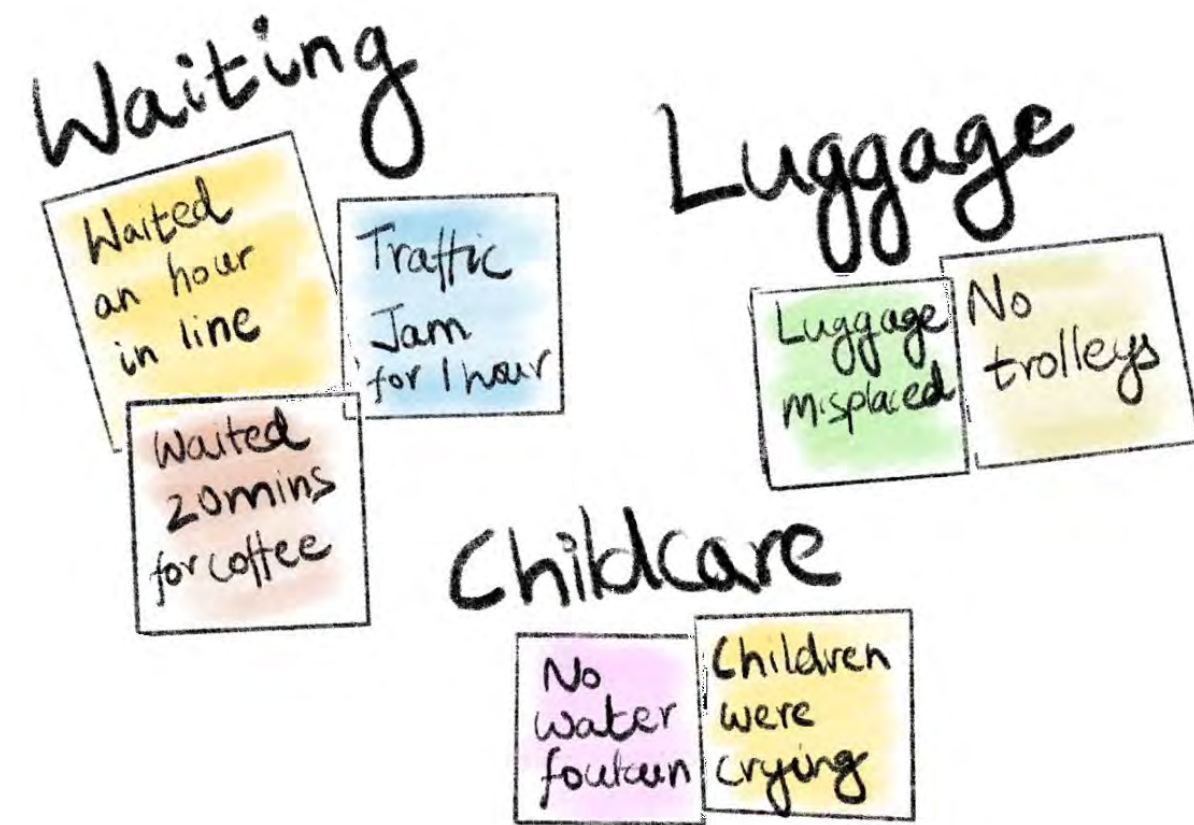 Waiting
Waited
an hour
in line
Traffic
Jam
for 1 hour
Waited
20mins
for coffee
Luggage
Luggage
misplaced
No
trolleys
Childcare
No
water
foutain
Children
were
crying